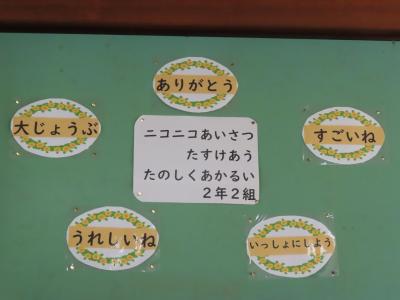 ありがとう
大じょうぶ
すごいね
ニコニコあいさつ
たすけあう
たのしくあかるい
２年２組
うれしいね
いっしょにしよう